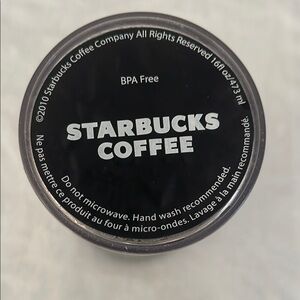 ©2010 Starbucks Coffee Company All Rights Reserved 16fl oz/473 ml
BPA Free
STARBUCKS
COFFEE
Do not microwave. Hand wash recommended.
Ne pas mettre ce produit au four à micro-ondes. Lavage à la main recommandé.